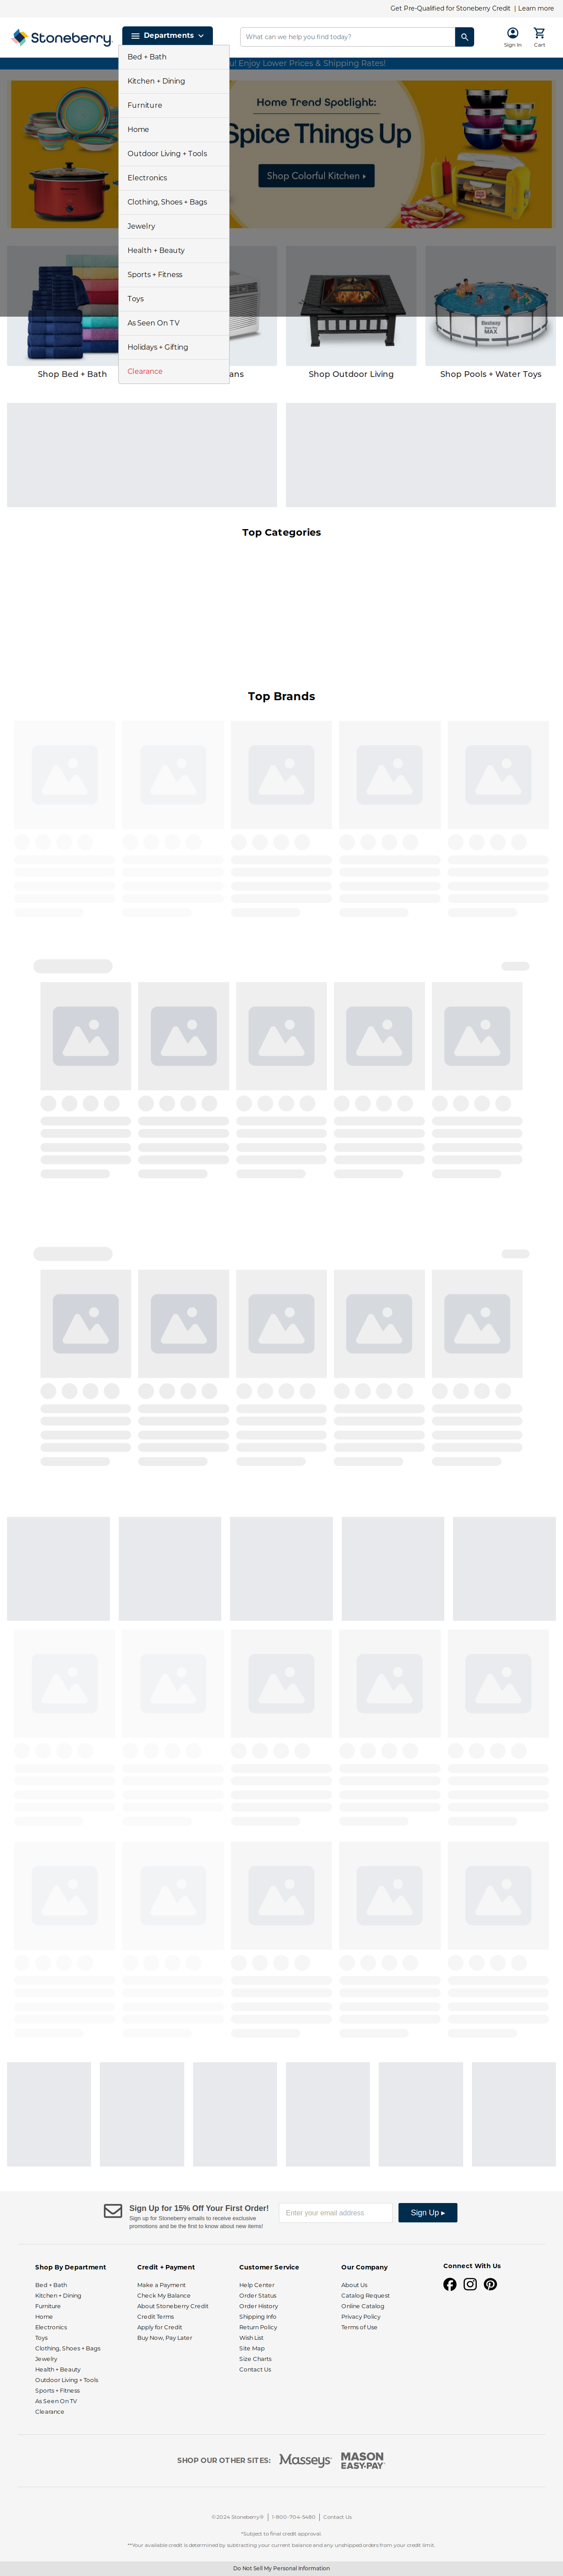 Get Pre-Qualified for Stoneberry Credit | Learn more
Stoneberry
Departments
What can we help you find today?
Sign In
Cart
u! Enjoy Lower Prices & Shipping Rates!
Bed + Bath
Kitchen + Dining
Furniture
Home
Outdoor Living + Tools
Electronics
Clothing, Shoes + Bags
Jewelry
Health + Beauty
Sports + Fitness
Toys
As Seen On TV
Holidays + Gifting
Clearance
Home Trend Spotlight:
Spice Things Up
Shop Colorful Kitchen
Bestway
MAX
Shop Bed + Bath
ans
Shop Outdoor Living
Shop Pools + Water Toys
Top Categories
Top Brands
Sign Up for 15% Off Your First Order!
Sign up for Stoneberry emails to receive exclusive
promotions and be the first to know about new items!
Enter your email address
Sign Up ▸
Shop By Department
Bed + Bath
Kitchen + Dining
Furniture
Home
Electronics
Toys
Clothing, Shoes + Bags
Jewelry
Health + Beauty
Outdoor Living + Tools
Sports + Fitness
As Seen On TV
Clearance
Credit + Payment
Make a Payment
Check My Balance
About Stoneberry Credit
Credit Terms
Apply for Credit
Buy Now, Pay Later
Customer Service
Help Center
Order Status
Order History
Shipping Info
Return Policy
Wish List
Site Map
Size Charts
Contact Us
Our Company
About Us
Catalog Request
Online Catalog
Privacy Policy
Terms of Use
Connect With Us
SHOP OUR OTHER SITES:
Masseys
MASON
EASY•PAY
©2024 Stoneberry® | 1-800-704-5480 | Contact Us
*Subject to final credit approval.
**Your available credit is determined by subtracting your current balance and any unshipped orders from your credit limit.
Do Not Sell My Personal Information